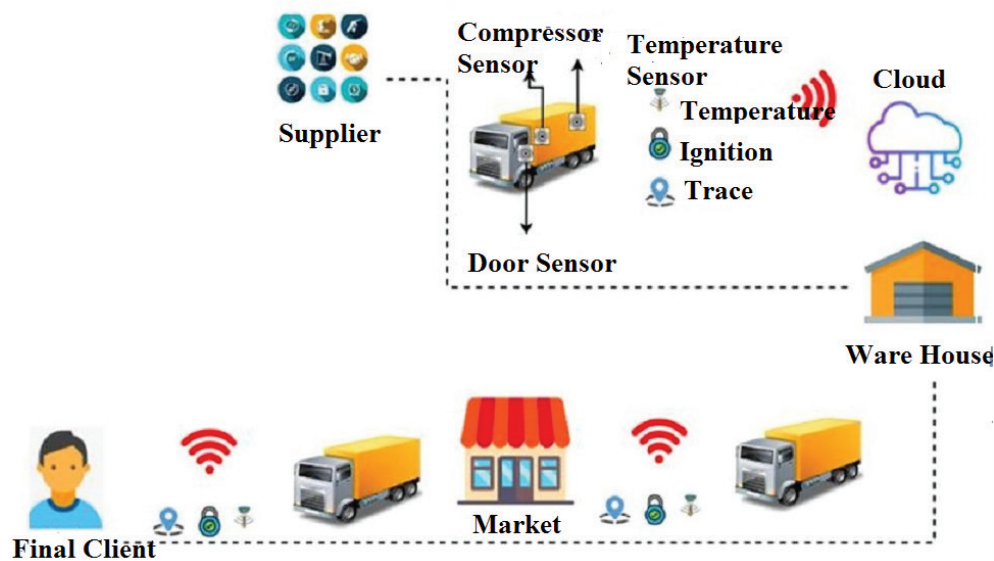 Compressor
Sensor
Temperature
Sensor
Cloud
Supplier
Temperature
Ignition
Trace
Door Sensor
Ware House
Market
Final Client